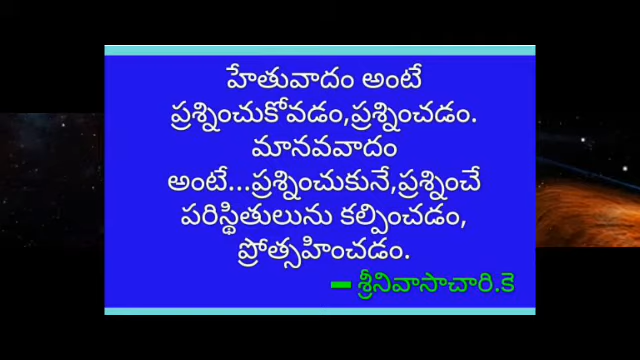 హేతువాదం అంటే
ప్రశ్నించుకోవడం,ప్రశ్నించడం.
మానవవాదం
అంటే...ప్రశ్నించుకునే,ప్రశ్నించే
పరిస్థితులును కల్పించడం,
ప్రోత్సహించడం.
– శ్రీనివాసాచారి.కె